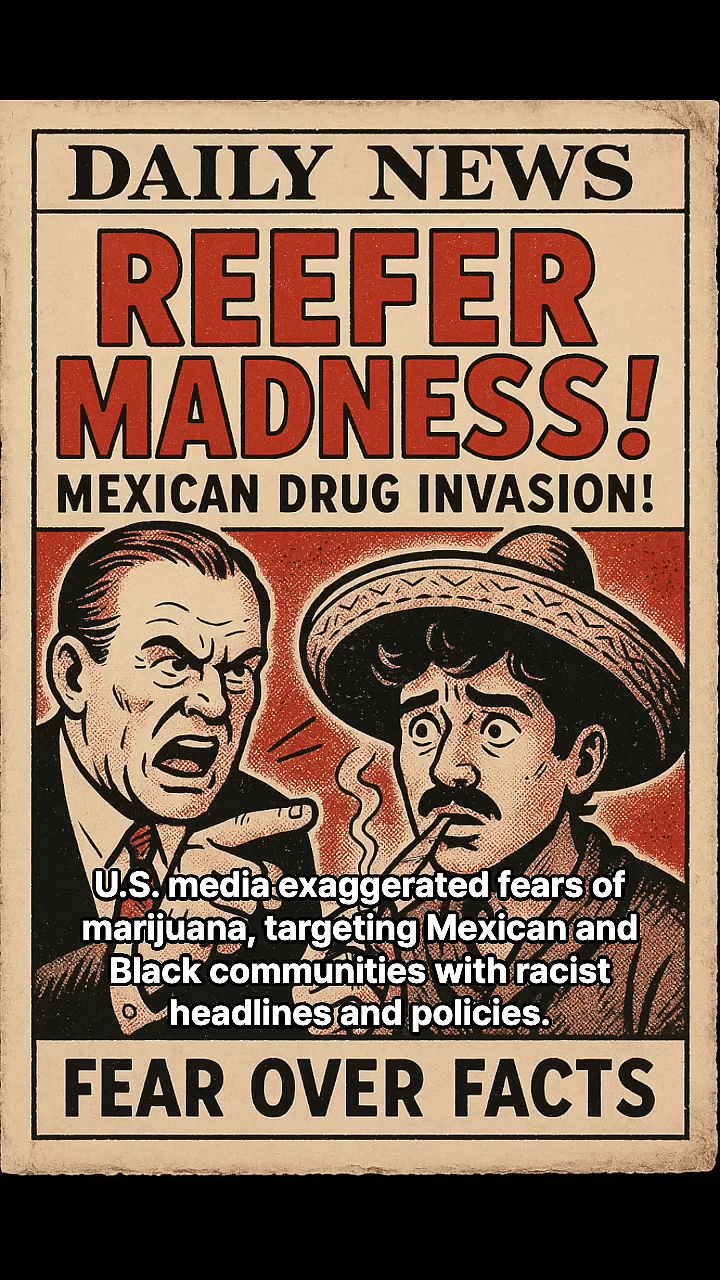 DAILY NEWS
REEFER
MADNESS!
MEXICAN DRUG INVASION!
U.S. media exaggerated fears of
marijuana, targeting Mexican and
Black communities with racist
headlines and policies.
FEAR OVER FACTS